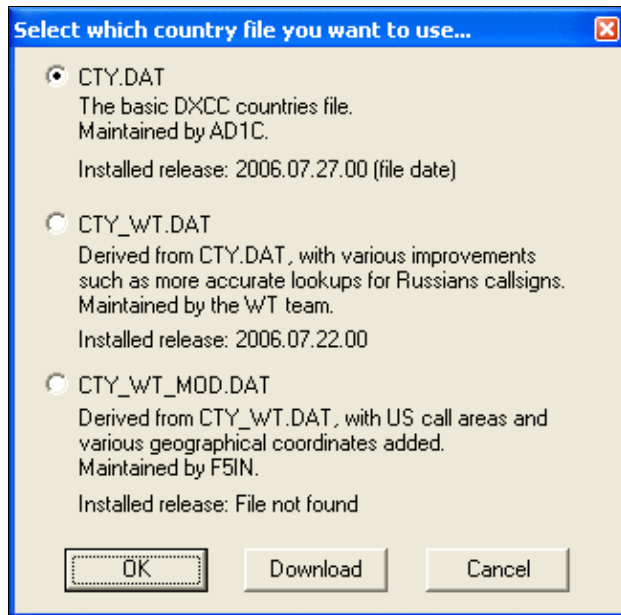 Select which country file you want to use...
CTY.DAT
The basic DXCC countries file.
Maintained by AD1C.
Installed release: 2006.07.27.00 (file date)
CTY_WT.DAT
Derived from CTY.DAT, with various improvements
such as more accurate lookups for Russians callsigns.
Maintained by the WT team.
Installed release: 2006.07.22.00
CTY_WT_MOD.DAT
Derived from CTY_WT.DAT, with US call areas and
various geographical coordinates added.
Maintained by F5IN.
Installed release: File not found
OK Download Cancel